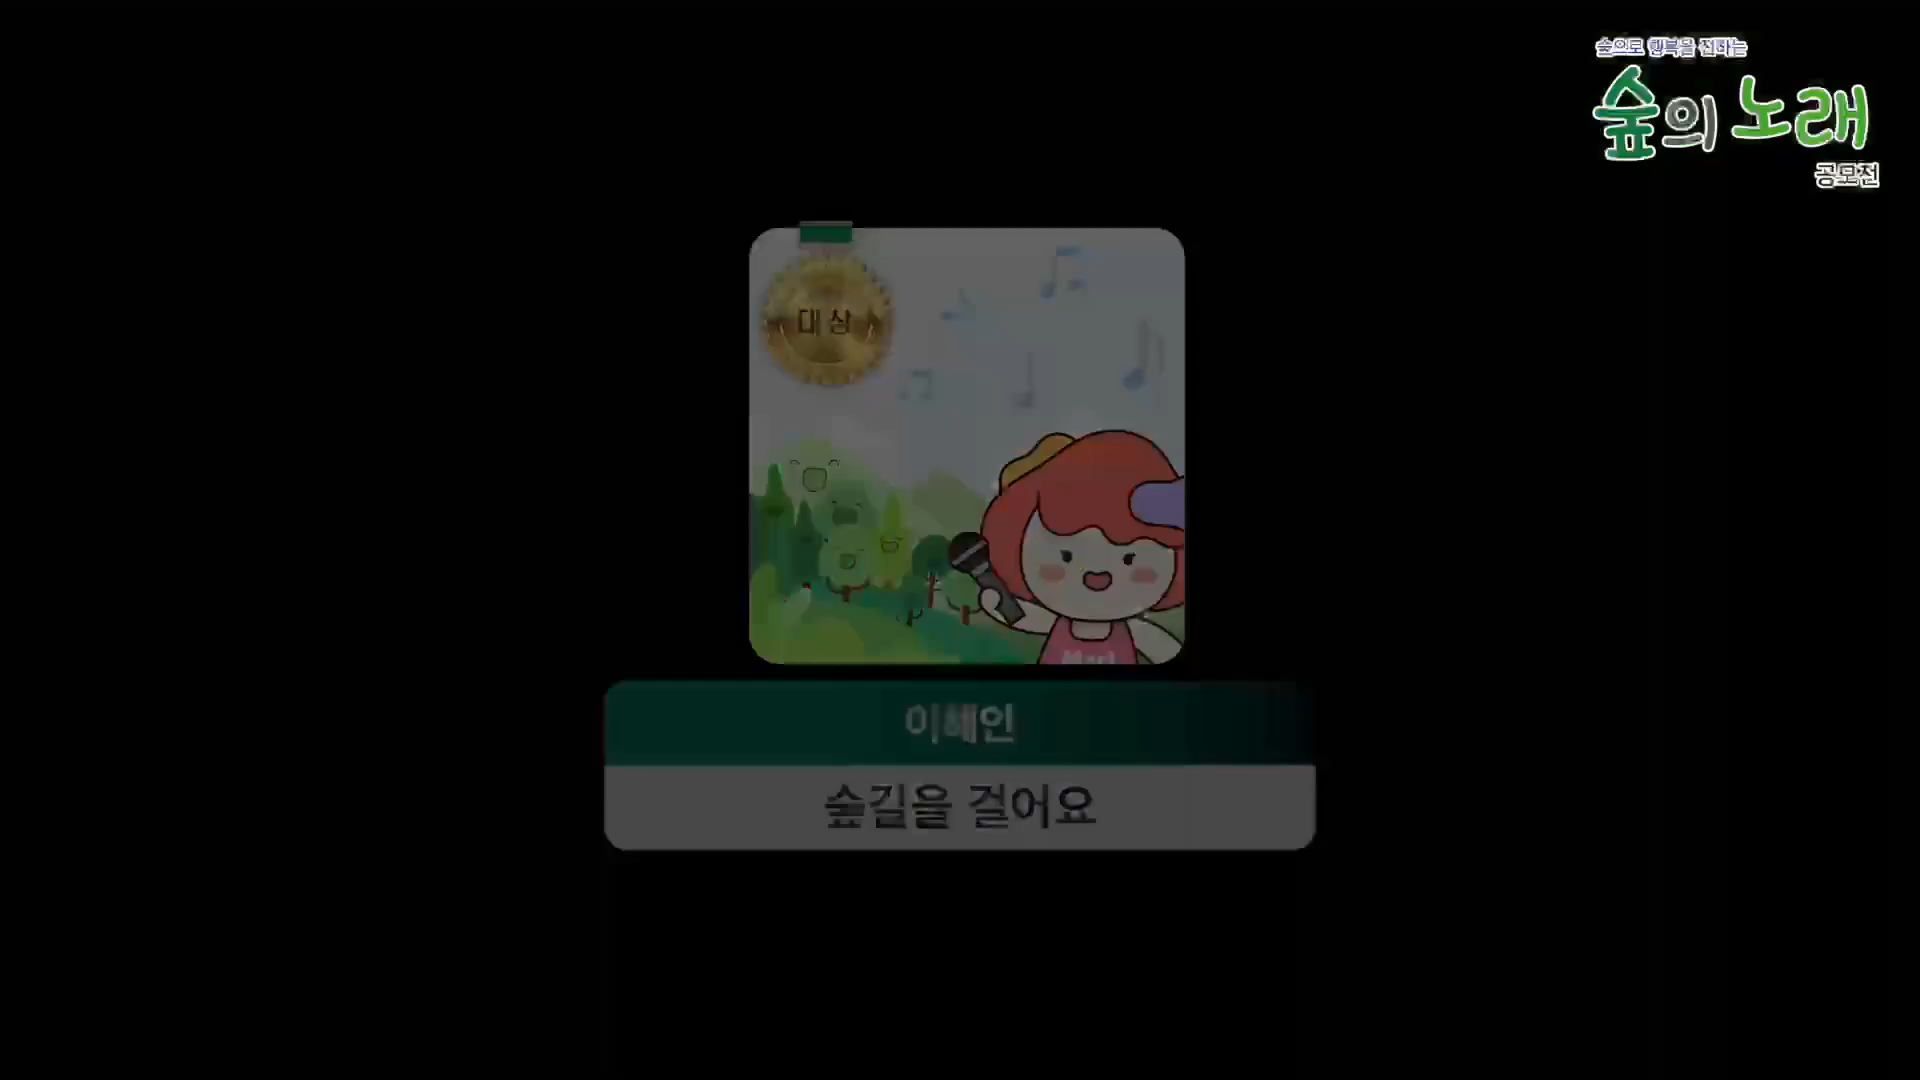 숲으로 행복을 전하는
숲의 노래
공모전
대상
이혜인
숲길을 걸어요